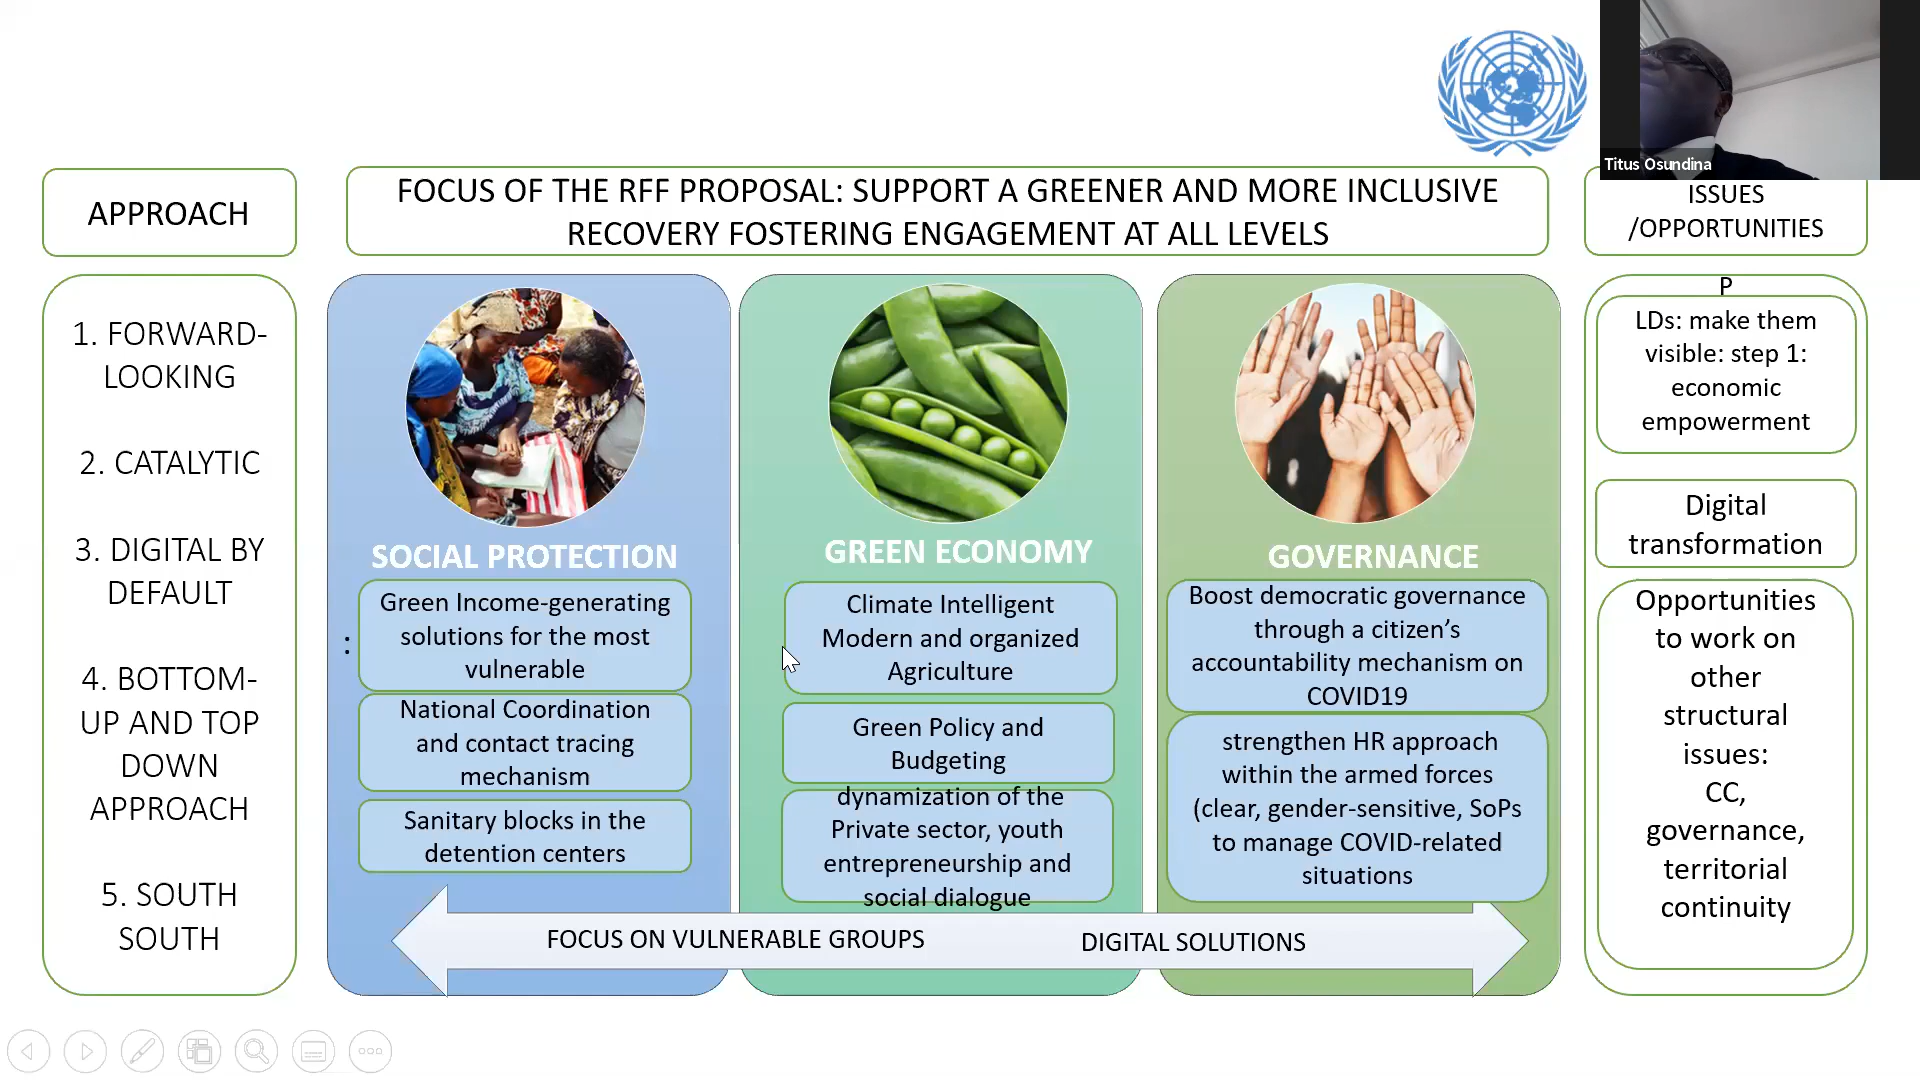 Titus Osundina
APPROACH
FOCUS OF THE RFF PROPOSAL: SUPPORT A GREENER AND MORE INCLUSIVE
RECOVERY FOSTERING ENGAGEMENT AT ALL LEVELS
ISSUES
/OPPORTUNITIES
1. FORWARD-
LOOKING
2. CATALYTIC
3. DIGITAL BY
DEFAULT
4. BOTTOM-
UP AND TOP
DOWN
APPROACH
5. SOUTH
SOUTH
SOCIAL PROTECTION
:
Green Income-generating
solutions for the most
vulnerable
National Coordination
and contact tracing
mechanism
Sanitary blocks in the
detention centers
GREEN ECONOMY
Climate Intelligent
Modern and organized
Agriculture
Green Policy and
Budgeting
dynamization of the
Private sector, youth
entrepreneurship and
social dialogue
GOVERNANCE
Boost democratic governance
through a citizen’s
accountability mechanism on
COVID19
strengthen HR approach
within the armed forces
(clear, gender-sensitive, SoPs
to manage COVID-related
situations
FOCUS ON VULNERABLE GROUPS
DIGITAL SOLUTIONS
P
LDs: make them
visible: step 1:
economic
empowerment
Digital
transformation
Opportunities
to work on
other
structural
issues:
CC,
governance,
territorial
continuity